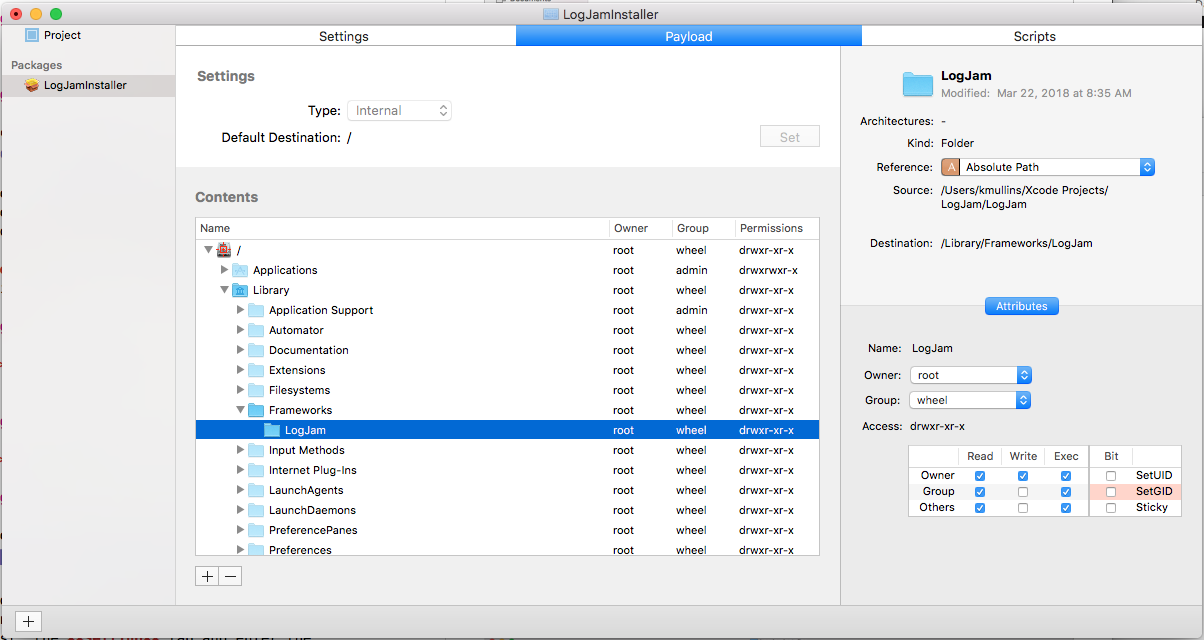 LogJamInstaller
Project
Packages
LogJamInstaller
Settings Payload Scripts
Settings
Type: Internal
Default Destination: /
Set
Contents
Name Owner Group Permissions
/ root wheel drwxr-xr-x
Applications root admin drwxrwxr-x
Library root wheel drwxr-xr-x
Application Support root admin drwxr-xr-x
Automator root wheel drwxr-xr-x
Documentation root wheel drwxr-xr-x
Extensions root wheel drwxr-xr-x
Filesystems root wheel drwxr-xr-x
Frameworks root wheel drwxr-xr-x
LogJam root wheel drwxr-xr-x
Input Methods root wheel drwxr-xr-x
Internet Plug-Ins root wheel drwxr-xr-x
LaunchAgents root wheel drwxr-xr-x
LaunchDaemons root wheel drwxr-xr-x
PreferencePanes root wheel drwxr-xr-x
Preferences root wheel drwxr-xr-x
LogJam
Modified: Mar 22, 2018 at 8:35 AM
Architectures: -
Kind: Folder
Reference: A Absolute Path
Source: /Users/kmullins/Xcode Projects/
LogJam/LogJam
Destination: /Library/Frameworks/LogJam
Attributes
Name: LogJam
Owner: root
Group: wheel
Access: drwxr-xr-x
Read Write Exec Bit
Owner SetUID
Group SetGID
Others Sticky